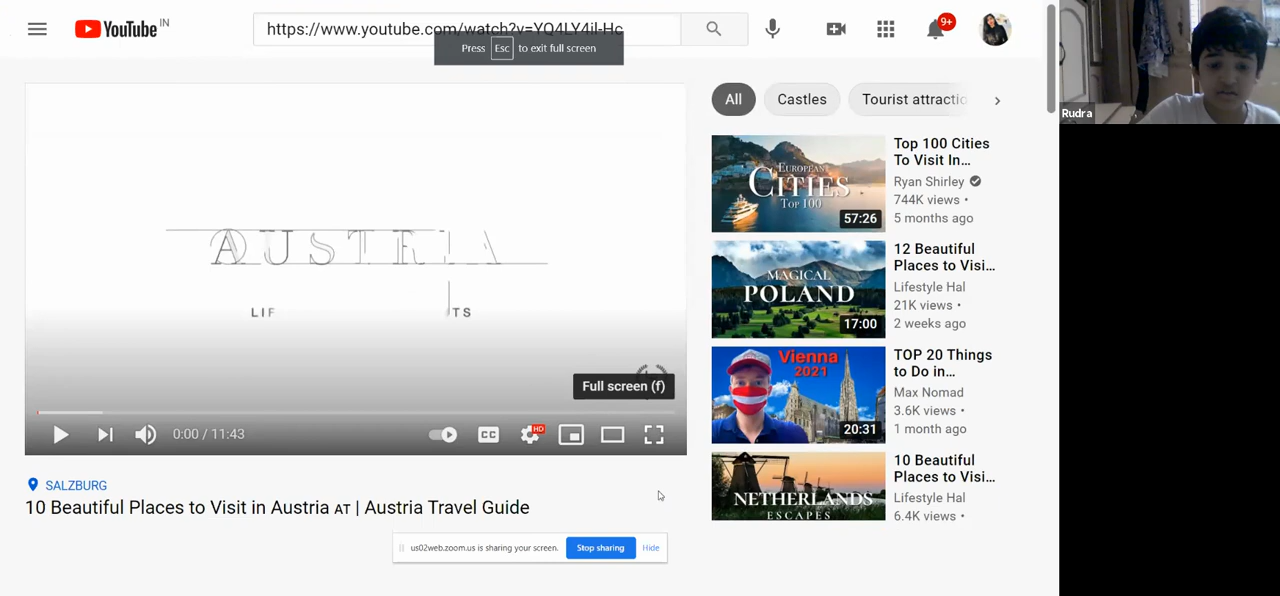 YouTube IN
https://www.youtube.com/watch?v=YQ4LY4il-Hc
9+
Press Esc to exit full screen
All
Castles
Tourist attractio
Rudra
AUSTRIA
LIF TS
Full screen (f)
0:00 / 11:43
CC
HD
SALZBURG
10 Beautiful Places to Visit in Austria AT | Austria Travel Guide
us02web.zoom.us is sharing your screen.
Stop sharing
Hide
EUROPEAN
CITIES
TOP 100
57:26
Top 100 Cities
To Visit In...
Ryan Shirley
744K views •
5 months ago
MAGICAL
POLAND
17:00
12 Beautiful
Places to Visi...
Lifestyle Hal
21K views •
2 weeks ago
Vienna
2021
20:31
TOP 20 Things
to Do in...
Max Nomad
3.6K views •
1 month ago
NETHERLANDS
ESCAPES
10 Beautiful
Places to Visi...
Lifestyle Hal
6.4K views •